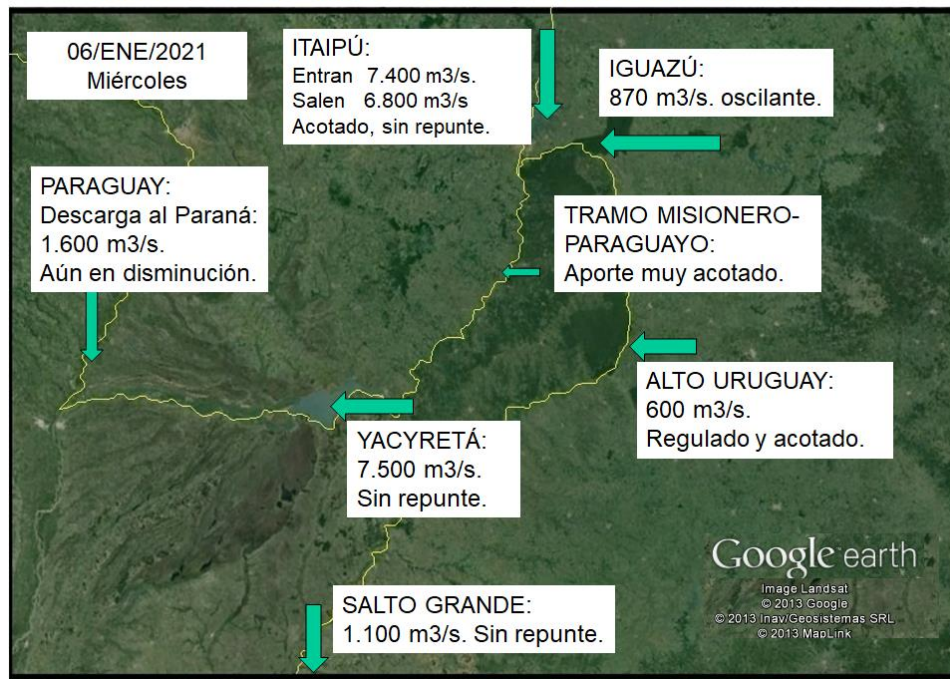 06/ENE/2021
Miércoles
ITAIPÚ:
Entran 7.400 m3/s.
Salen 6.800 m3/s
Acotado, sin repunte.
IGUAZÚ:
870 m3/s. oscilante.
PARAGUAY:
Descarga al Paraná:
1.600 m3/s.
Aún en disminución.
TRAMO MISIONERO-
PARAGUAYO:
Aporte muy acotado.
ALTO URUGUAY:
600 m3/s.
Regulado y acotado.
YACYRETÁ:
7.500 m3/s.
Sin repunte.
SALTO GRANDE:
1.100 m3/s. Sin repunte.
Google earth
Image Landsat
© 2013 Google
© 2013 Inav/Geosistemas SRL
© 2013 MapLink